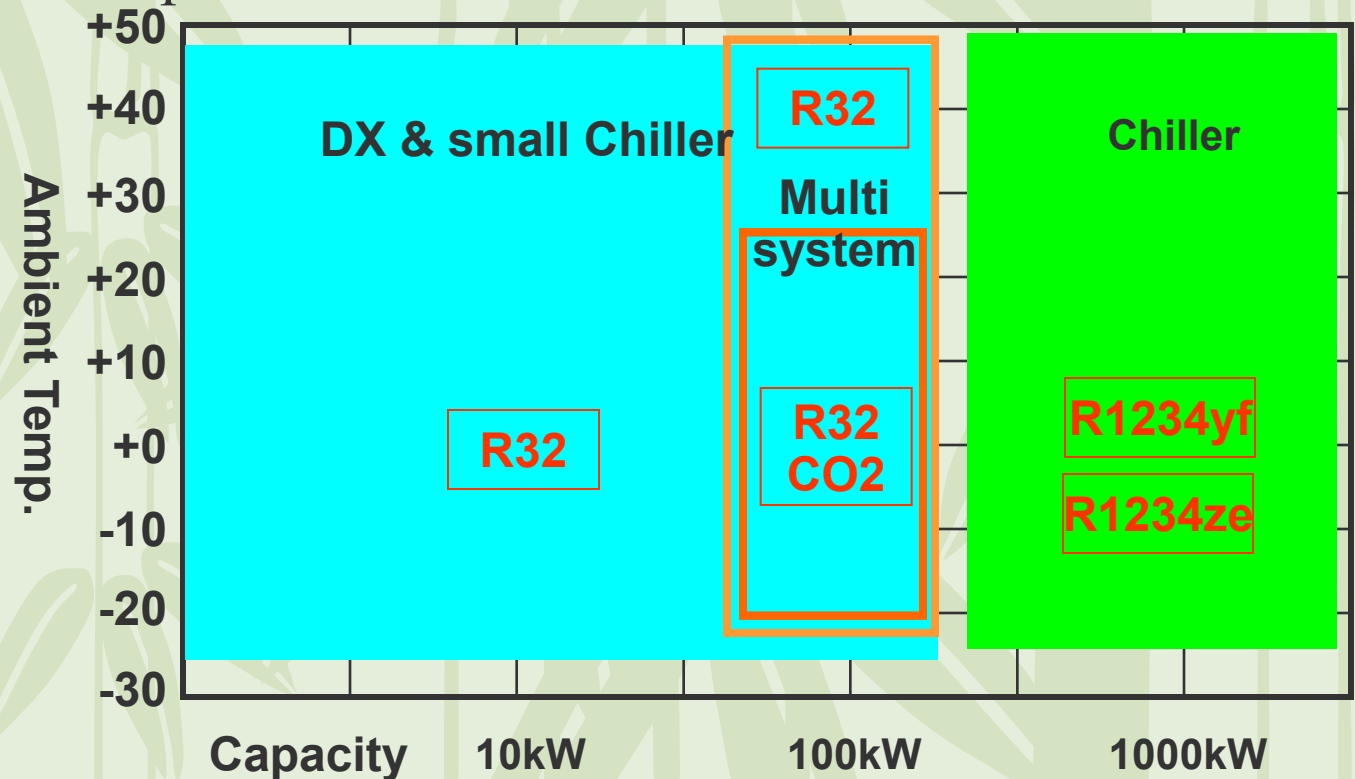 +50
+40
+30
+20
+10
+0
-10
-20
-30
Ambient Temp.
DX & small Chiller
R32
Multi
system
R32
R32
CO2
Chiller
R1234yf
R1234ze
Capacity
10kW
100kW
1000kW